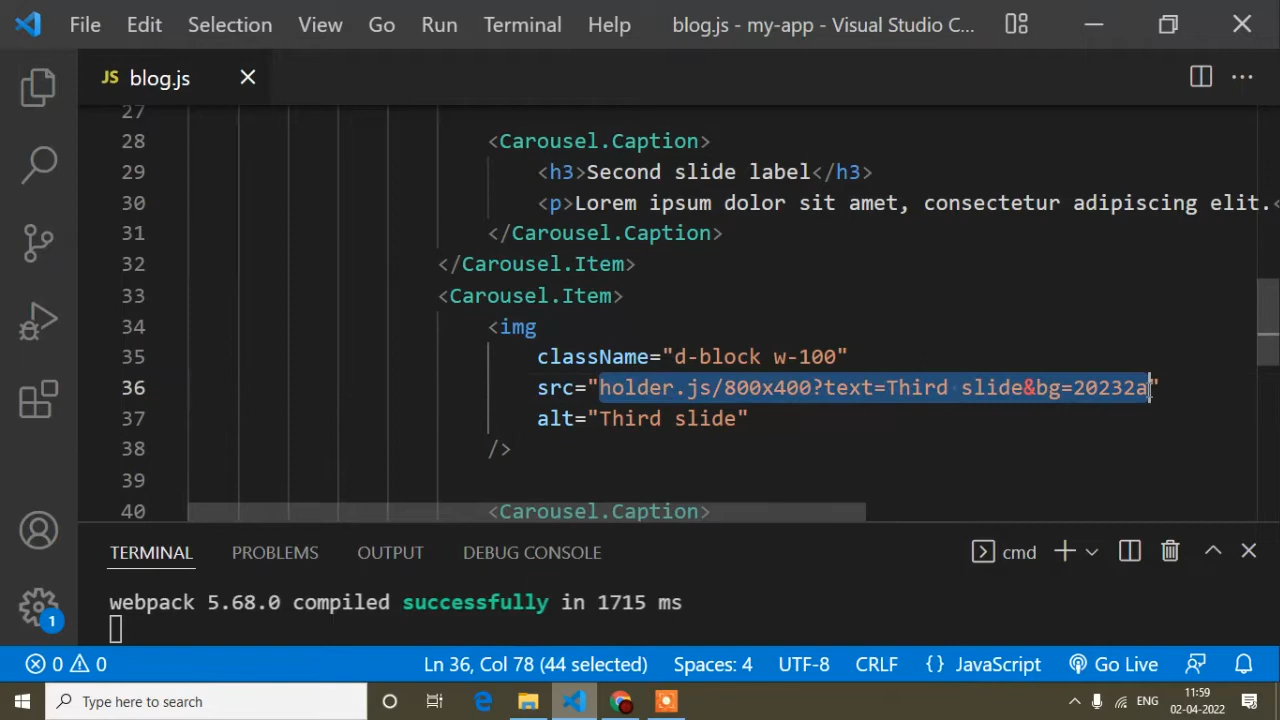 File Edit Selection View Go Run Terminal Help blog.js - my-app - Visual Studio C...
JS blog.js
27
28 <Carousel.Caption>
29 <h3>Second slide label</h3>
30 <p>Lorem ipsum dolor sit amet, consectetur adipiscing elit.<
31 </Carousel.Caption>
32 </Carousel.Item>
33 <Carousel.Item>
34 <img
35 className="d-block w-100"
36 src="holder.js/800x400?text=Third slide&bg=20232a"
37 alt="Third slide"
38 />
39
40 <Carousel.Caption>
TERMINAL PROBLEMS OUTPUT DEBUG CONSOLE cmd
webpack 5.68.0 compiled successfully in 1715 ms
1
0 0 Ln 36, Col 78 (44 selected) Spaces: 4 UTF-8 CRLF {} JavaScript Go Live
Type here to search ENG 11:59
02-04-2022